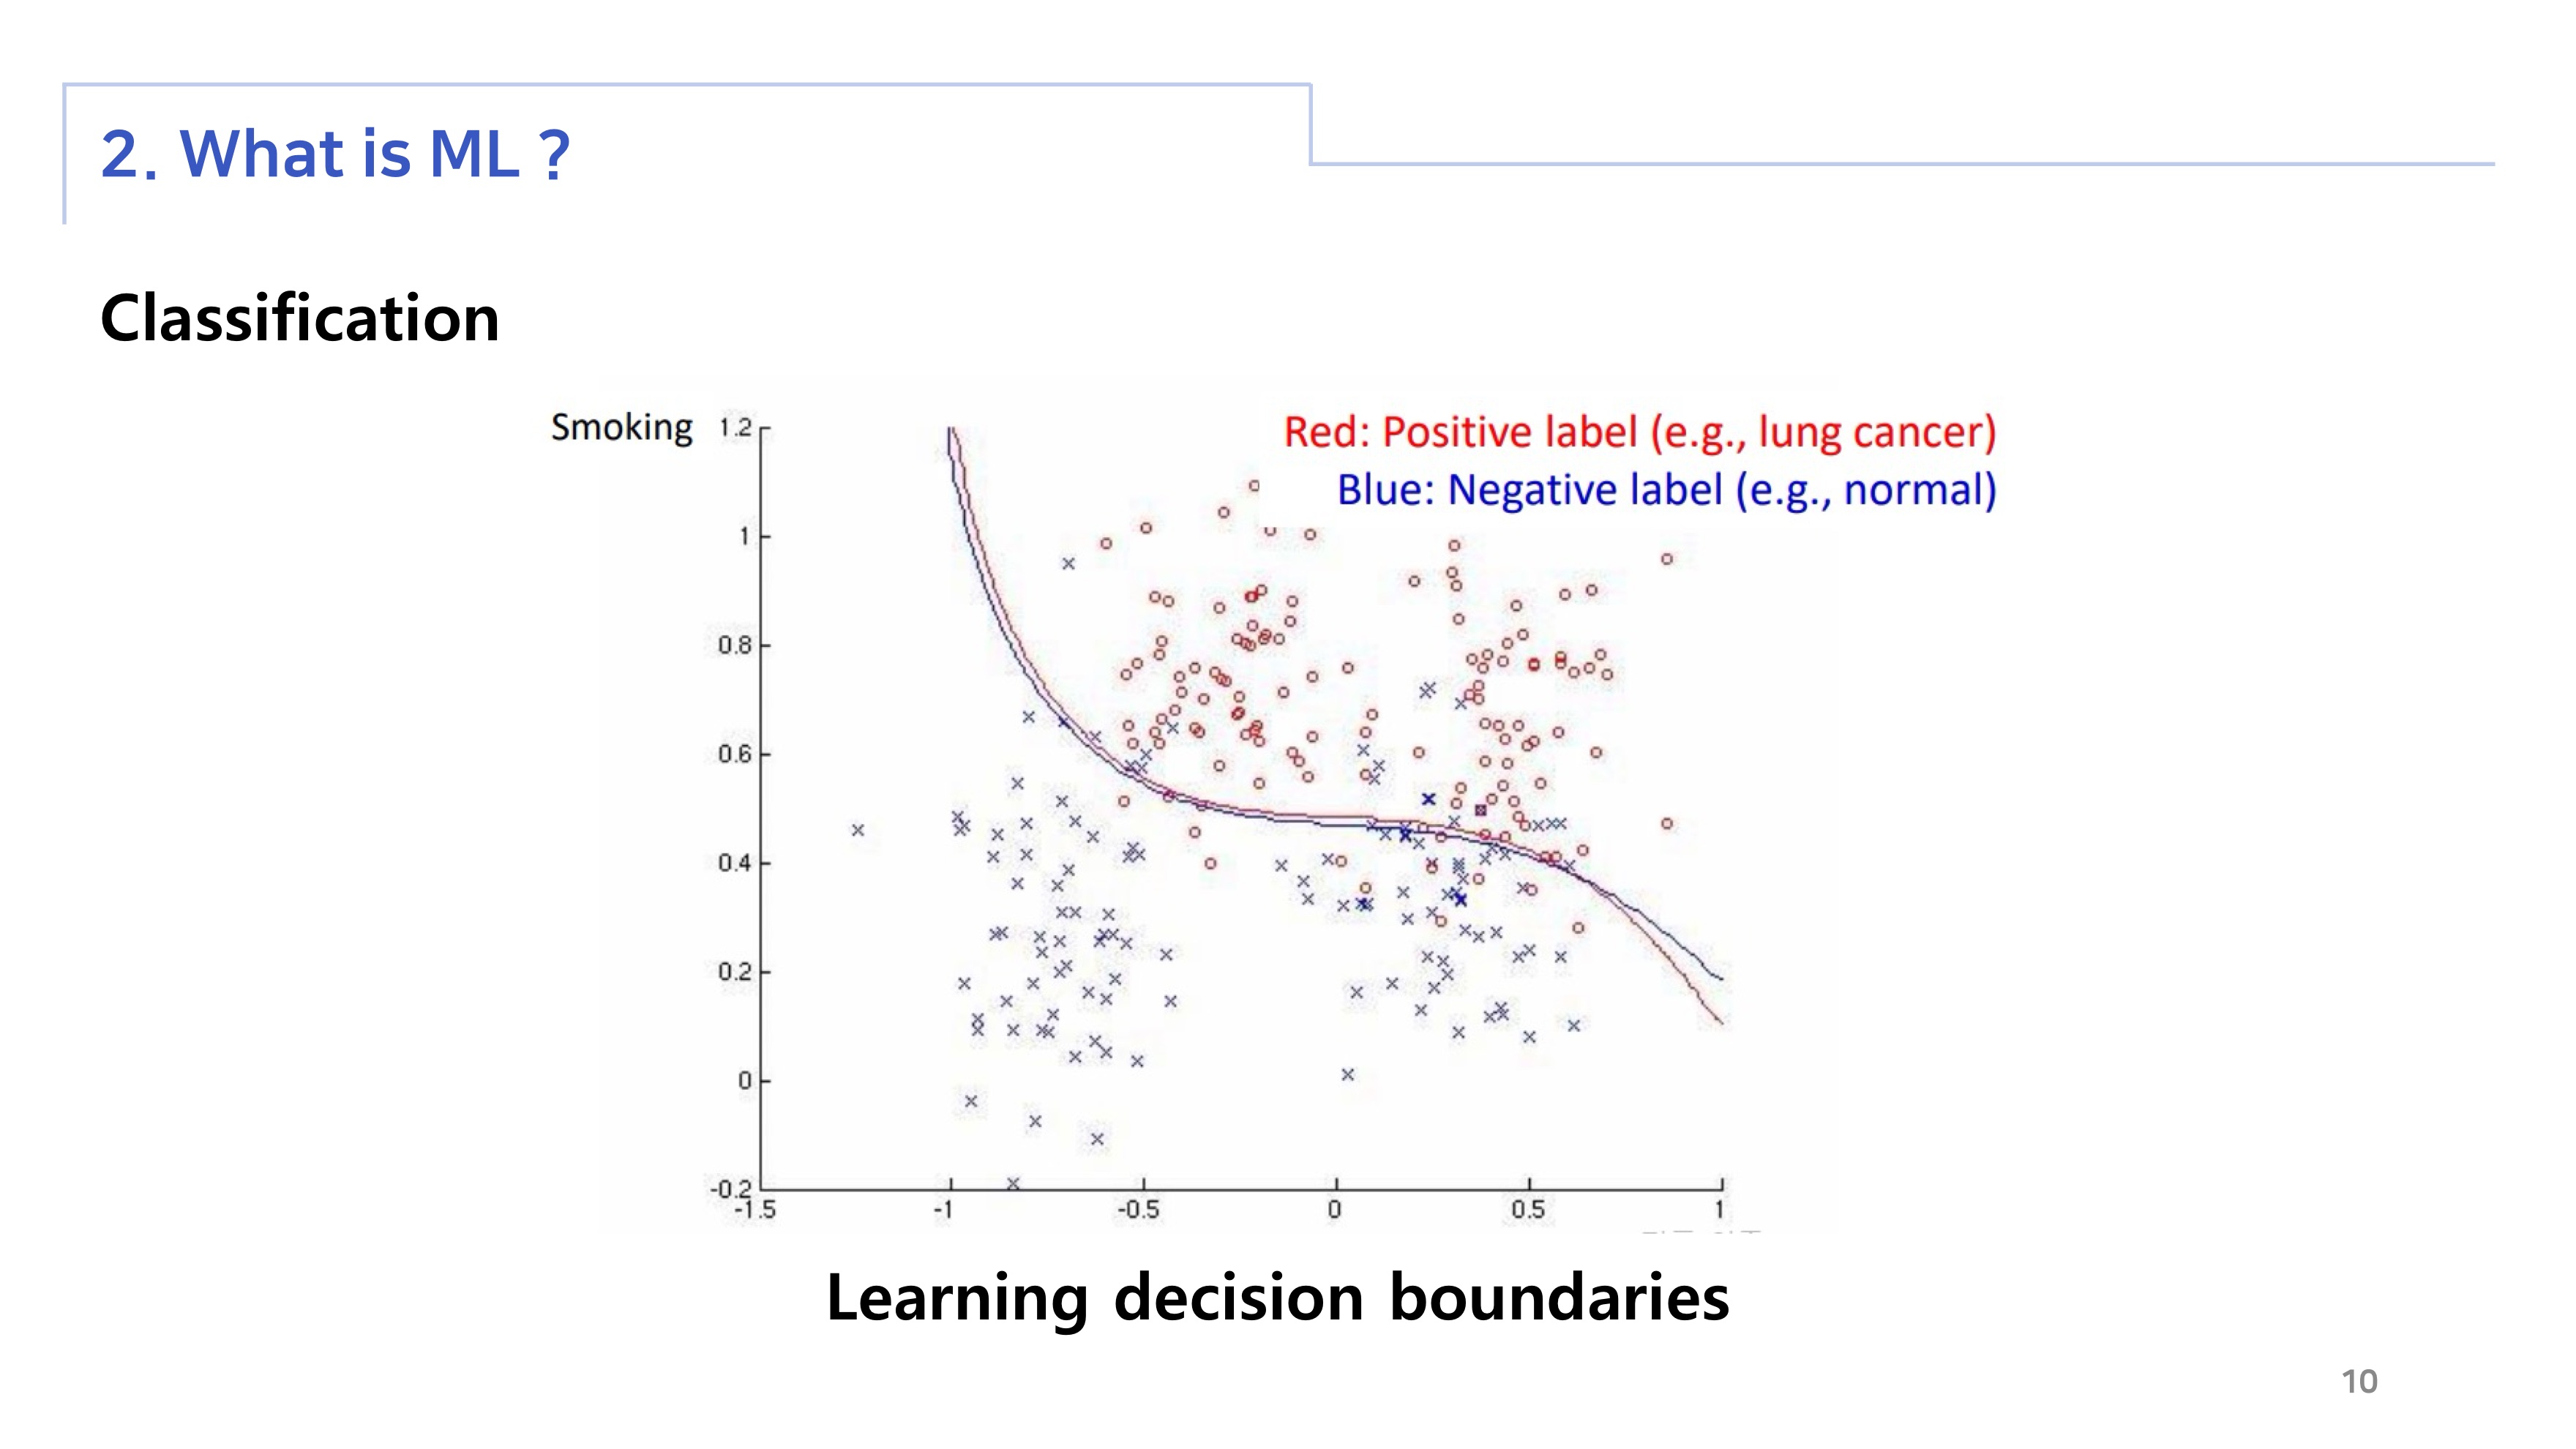 2. What is ML ?
Classification
Smoking
Red: Positive label (e.g., lung cancer)
Blue: Negative label (e.g., normal)
1.2
1
0.8
0.6
0.4
0.2
0
-0.2
-1.5 -1 -0.5 0 0.5 1
Learning decision boundaries
10